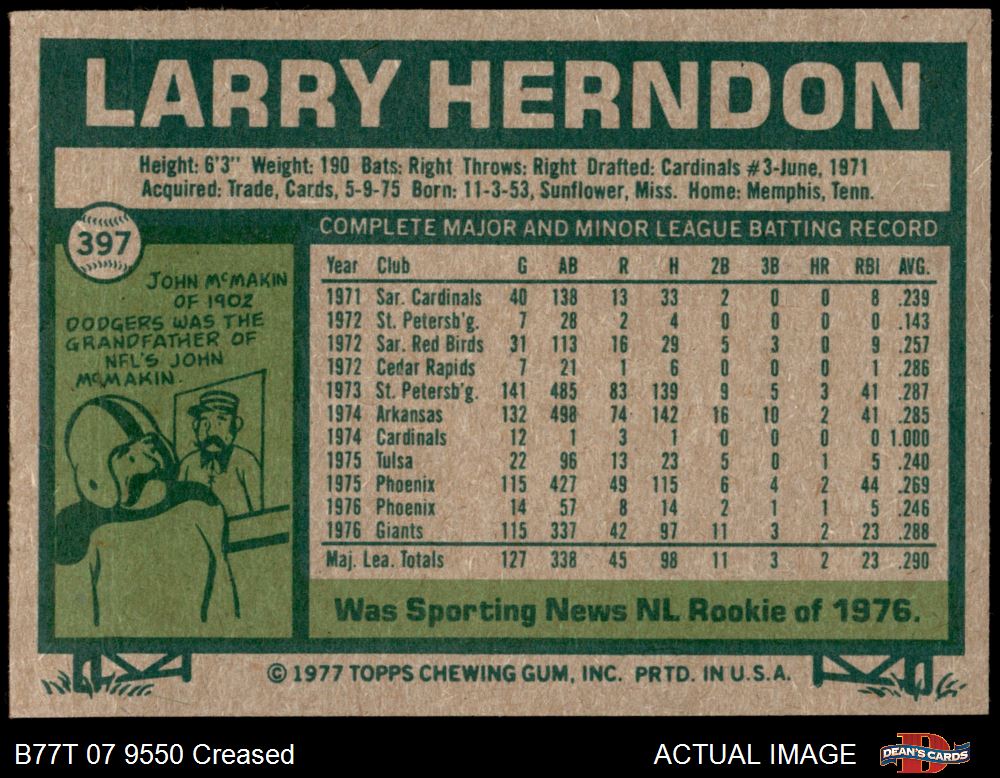 LARRY HERNDON
Height: 6'3" Weight: 190 Bats: Right Throws: Right Drafted: Cardinals #3-June, 1971
Acquired: Trade, Cards, 5-9-75 Born: 11-3-53, Sunflower, Miss. Home: Memphis, Tenn.
397
JOHN McMAKIN
OF 1902
DODGERS WAS THE
GRANDFATHER OF
NFL'S JOHN
McMAKIN.
COMPLETE MAJOR AND MINOR LEAGUE BATTING RECORD
Year Club G AB R H 2B 3B HR RBI AVG.
1971 Sar. Cardinals 40 138 13 33 2 0 0 8 .239
1972 St. Petersb'g. 7 28 2 4 0 0 0 0 .143
1972 Sar. Red Birds 31 113 16 29 5 3 0 9 .257
1972 Cedar Rapids 7 21 1 6 0 0 0 1 .286
1973 St. Petersb'g. 141 485 83 139 9 5 3 41 .287
1974 Arkansas 132 498 74 142 16 10 2 41 .285
1974 Cardinals 12 1 3 1 0 0 0 0 1.000
1975 Tulsa 22 96 13 23 5 0 1 5 .240
1975 Phoenix 115 427 49 115 6 4 2 44 .269
1976 Phoenix 14 57 8 14 2 1 1 5 .246
1976 Giants 115 337 42 97 11 3 2 23 .288
Maj. Lea. Totals 127 338 45 98 11 3 2 23 .290
Was Sporting News NL Rookie of 1976.
© 1977 TOPPS CHEWING GUM, INC. PRTD. IN U.S.A.
B77T 07 9550 Creased
ACTUAL IMAGE
DEAN'S CARDS